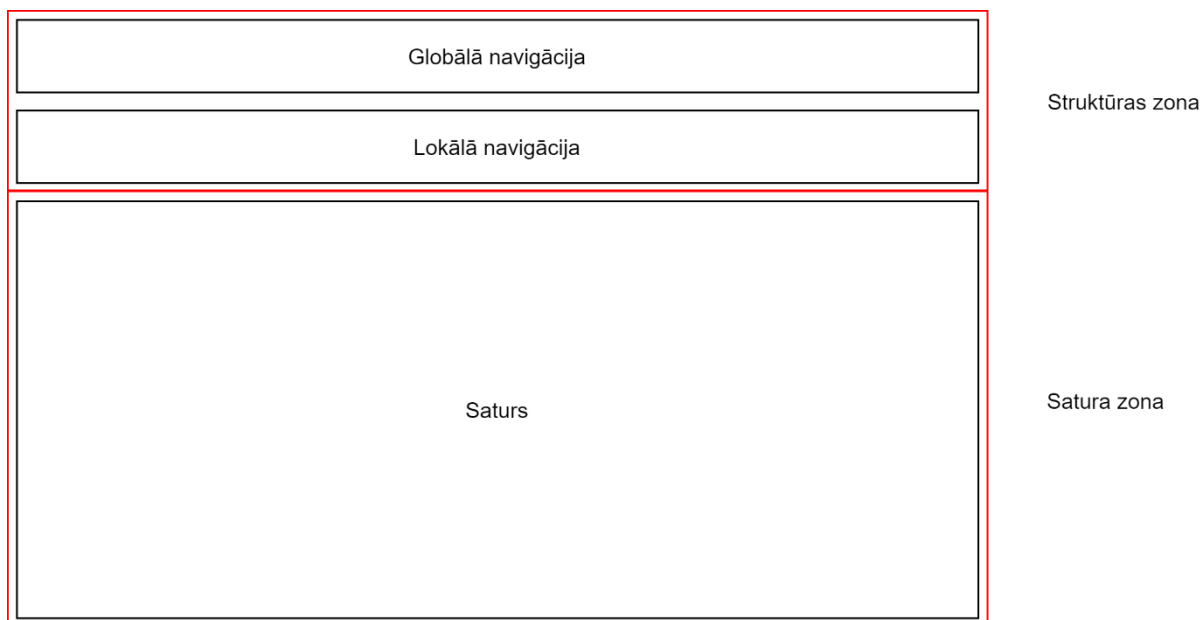 Globālā navigācija
Struktūras zona
Lokālā navigācija
Saturs
Satura zona